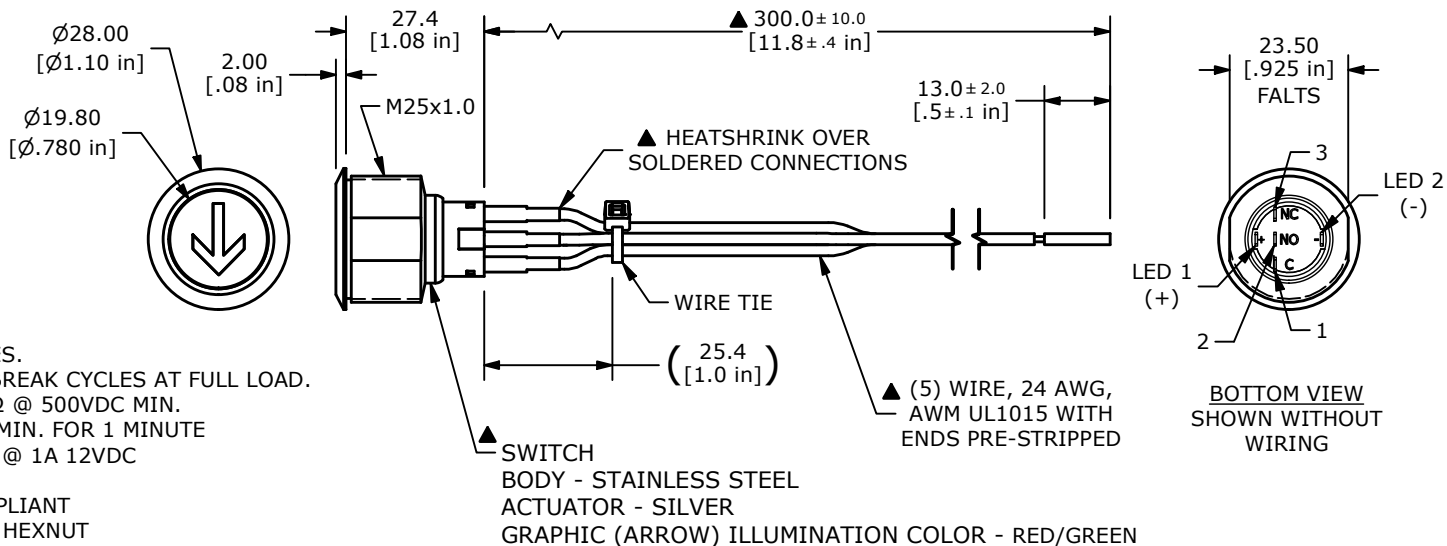 Ø28.00
[Ø1.10 in]
Ø19.80
[Ø.780 in]
2.00
[.08 in]
27.4
[1.08 in]
M25x1.0
▲ 300.0±10.0
[11.8±.4 in]
13.0±2.0
[.5±.1 in]
▲ HEATSHRINK OVER
SOLDERED CONNECTIONS
WIRE TIE
(25.4
[1.0 in])
▲ (5) WIRE, 24 AWG,
AWM UL1015 WITH
ENDS PRE-STRIPPED
▲
SWITCH
BODY - STAINLESS STEEL
ACTUATOR - SILVER
GRAPHIC (ARROW) ILLUMINATION COLOR - RED/GREEN
23.50
[.925 in]
FALTS
3
LED 2
(-)
NC
+ NO -
C
LED 1
(+)
2
1
BOTTOM VIEW
SHOWN WITHOUT
WIRING
ES.
BREAK CYCLES AT FULL LOAD.
Ω @ 500VDC MIN.
MIN. FOR 1 MINUTE
@ 1A 12VDC
PLIANT
HEXNUT